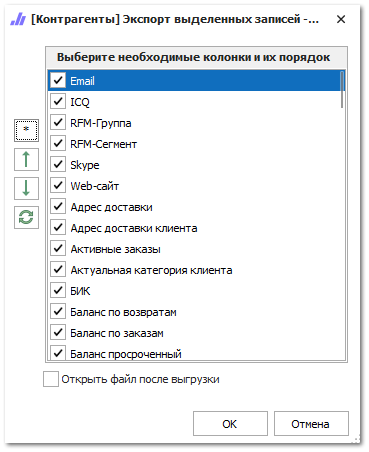 [Контрагенты] Экспорт выделенных записей -...
Выберите необходимые колонки и их порядок
Email
ICQ
RFM-Группа
RFM-Сегмент
Skype
Web-сайт
Адрес доставки
Адрес доставки клиента
Активные заказы
Актуальная категория клиента
БИК
Баланс по возвратам
Баланс по заказам
Баланс просроченный
*
Открыть файл после выгрузки
OK
Отмена